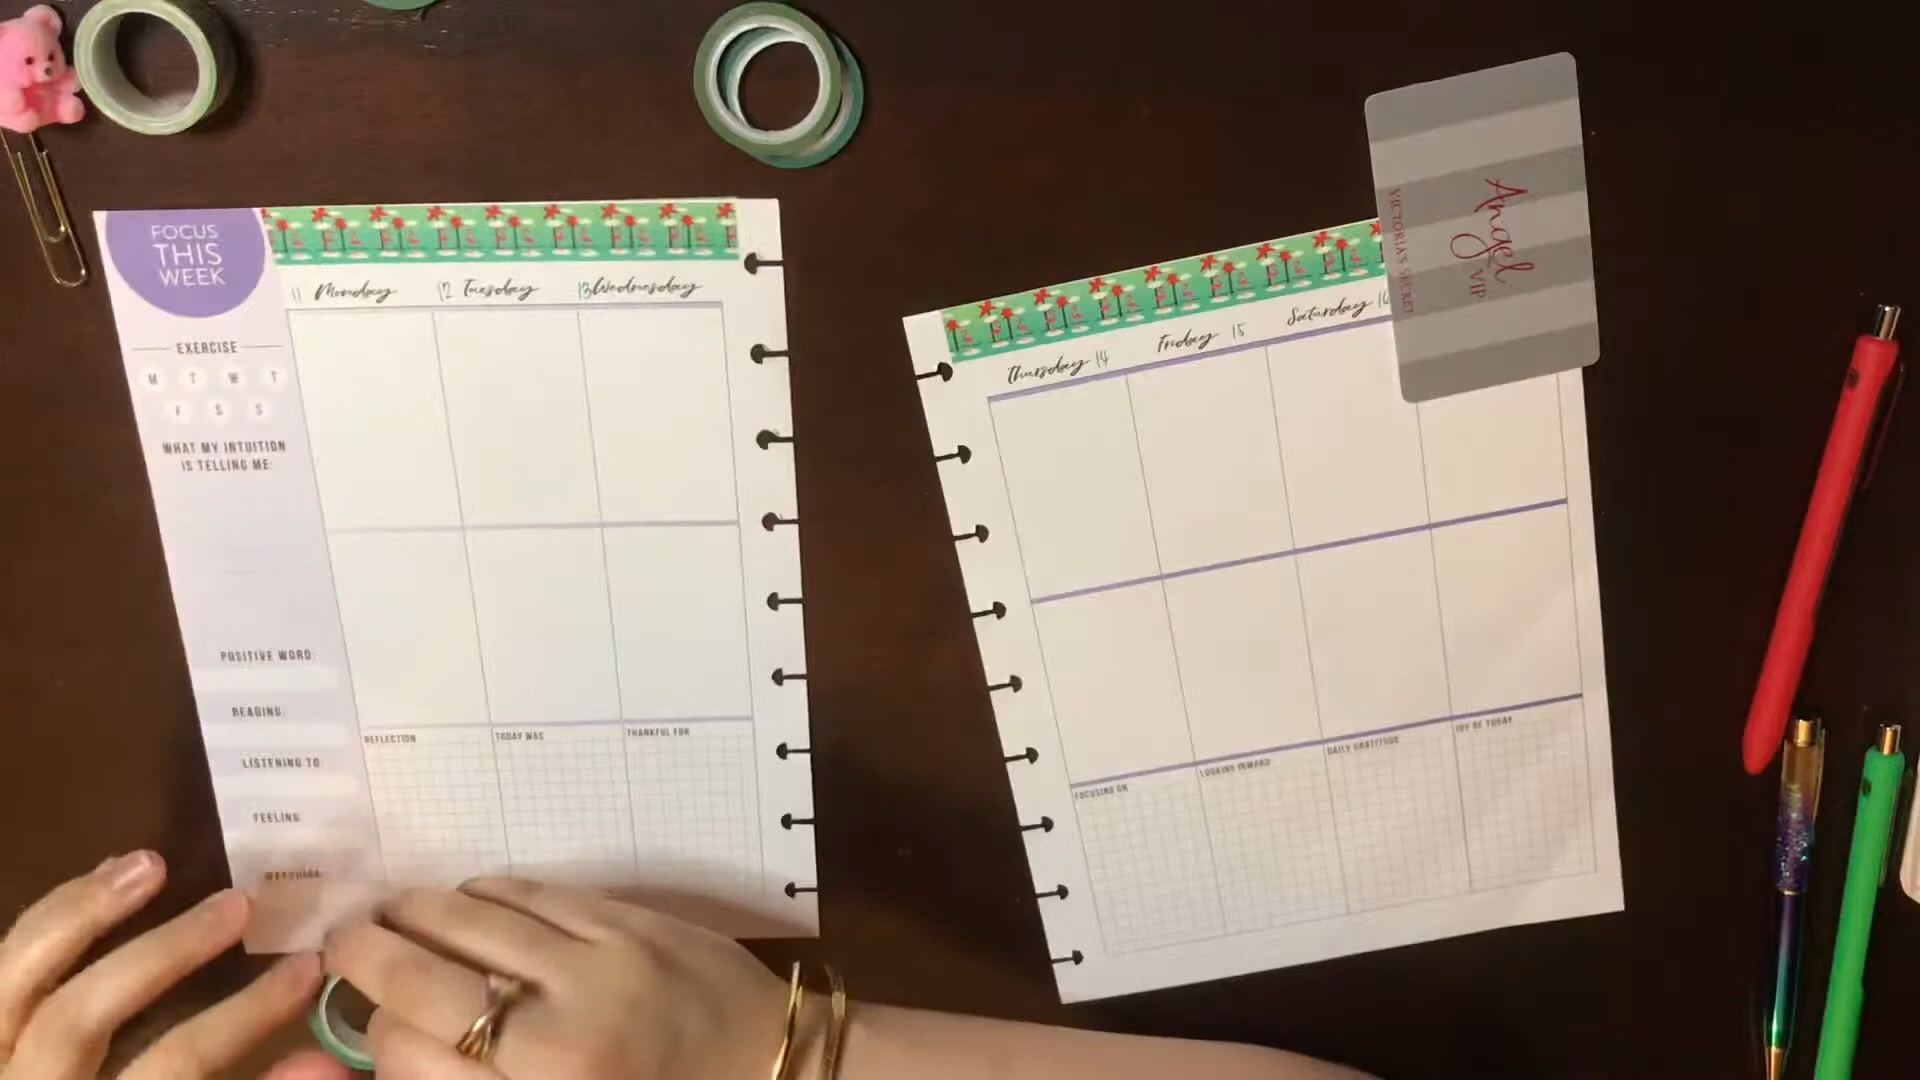 FOCUS
THIS
WEEK
11 Monday
12 Tuesday
13 Wednesday
EXERCISE
M T W T
F S S
WHAT MY INTUITION
IS TELLING ME
POSITIVE WORD:
READING:
LISTENING TO
FEELING
REFLECTION
TODAY WAS
THANKFUL FOR
Thursday 14
Friday 15
Saturday
FOCUSING ON
LOOKING INWARD
DAILY GRATITUDE
JOY OF TODAY
Angel
VIP
VICTORIA'S SECRET